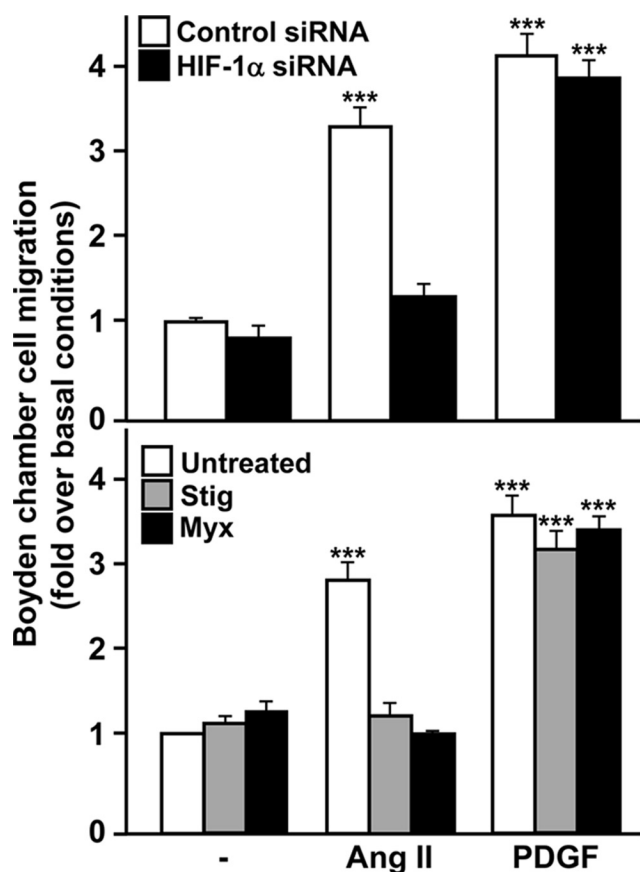 Boyden chamber cell migration
(fold over basal conditions)
Control siRNA
HIF-1α siRNA
4
3
2
1
0
***
***
***
Untreated
Stig
Myx
4
3
2
1
0
***
***
***
***
-
Ang II
PDGF